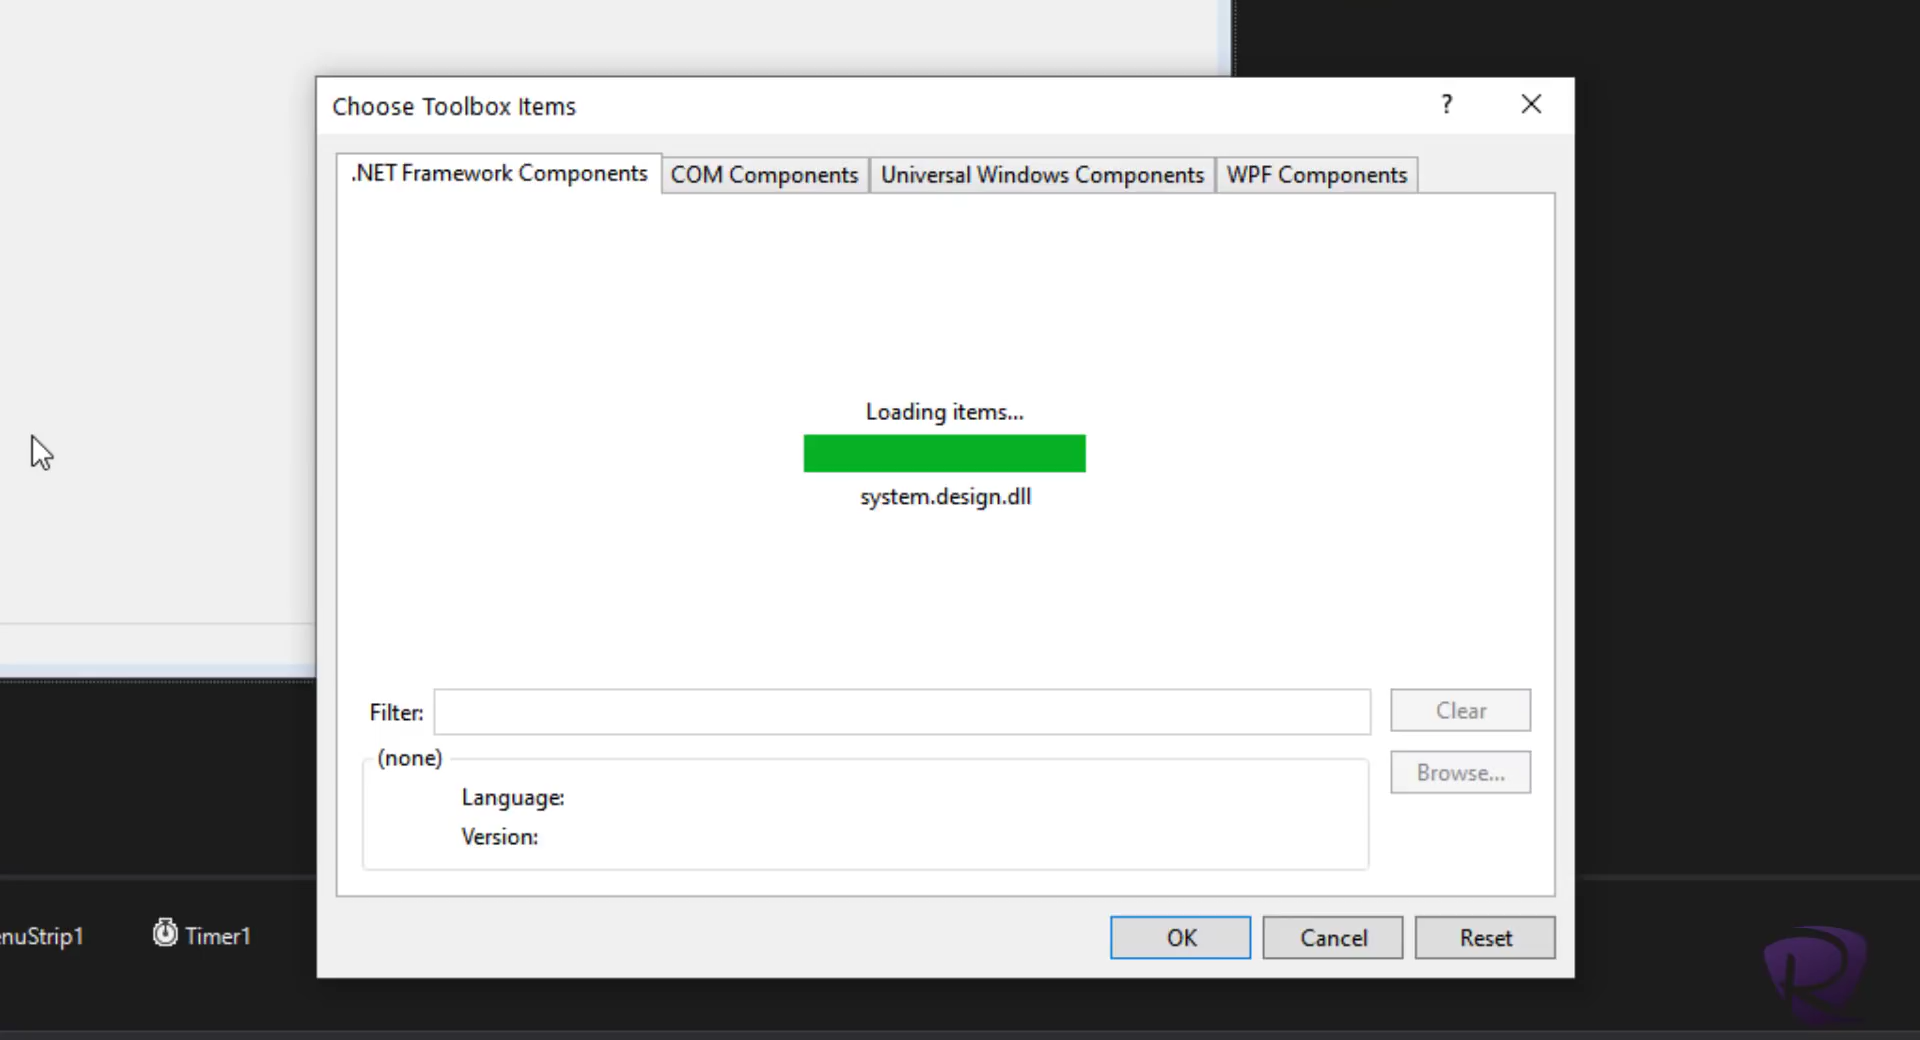 Choose Toolbox Items ?
.NET Framework Components COM Components Universal Windows Components WPF Components
Loading items...
system.design.dll
Filter: Clear
(none) Browse...
Language:
Version:
enuStrip1 Timer1 OK Cancel Reset
R